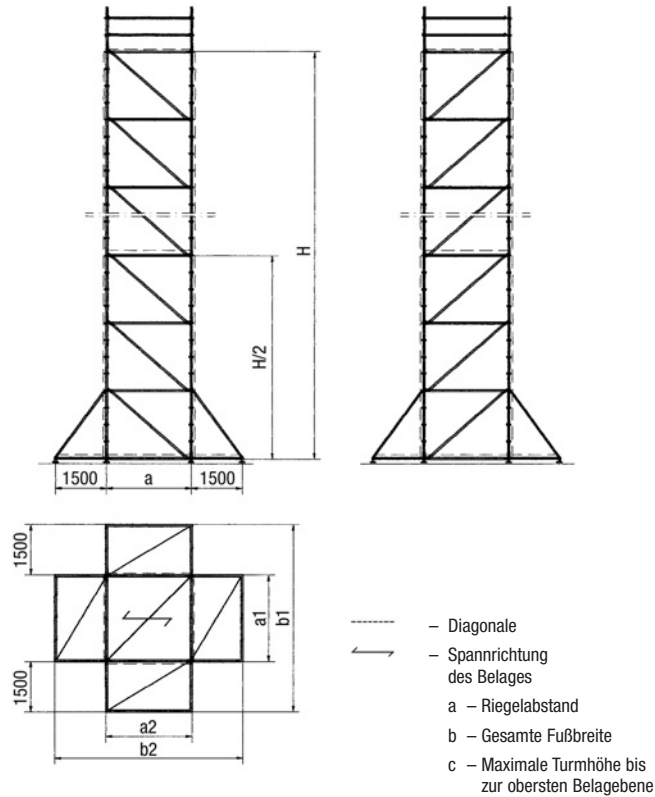 H
H/2
1500
a
1500
1500
1500
a1
b1
a2
b2
– Diagonale
– Spannrichtung
des Belages
a – Riegelabstand
b – Gesamte Fußbreite
c – Maximale Turmhöhe bis
zur obersten Belagebene